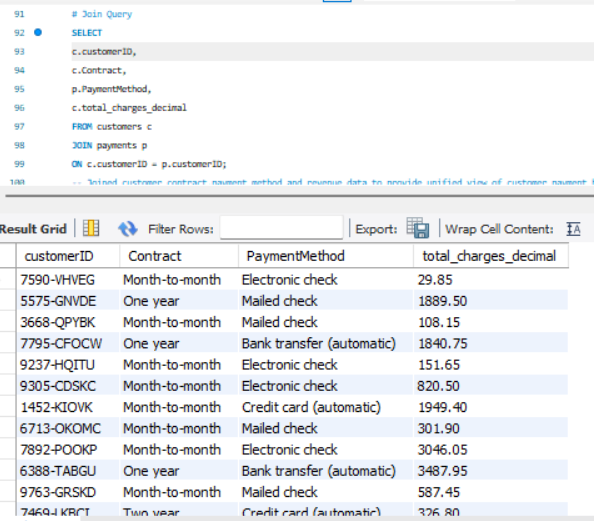 91 # Join Query
92 SELECT
93 c.customerID,
94 c.Contract,
95 p.PaymentMethod,
96 c.total_charges_decimal
97 FROM customers c
98 JOIN payments p
99 ON c.customerID = p.customerID;
100 -- Joined customer contract payment method and revenue data to provide unified view of customer payment
Result Grid Filter Rows: Export: Wrap Cell Content: IA
customerID Contract PaymentMethod total_charges_decimal
7590-VHVEG Month-to-month Electronic check 29.85
5575-GNVDE One year Mailed check 1889.50
3668-QPYBK Month-to-month Mailed check 108.15
7795-CFOCW One year Bank transfer (automatic) 1840.75
9237-HQITU Month-to-month Electronic check 151.65
9305-CDSKC Month-to-month Electronic check 820.50
1452-KIOVK Month-to-month Credit card (automatic) 1949.40
6713-OKOMC Month-to-month Mailed check 301.90
7892-POOKP Month-to-month Electronic check 3046.05
6388-TABGU One year Bank transfer (automatic) 3487.95
9763-GRSKD Month-to-month Mailed check 587.45
7469-LKBCI Two year Credit card (automatic) 326.80